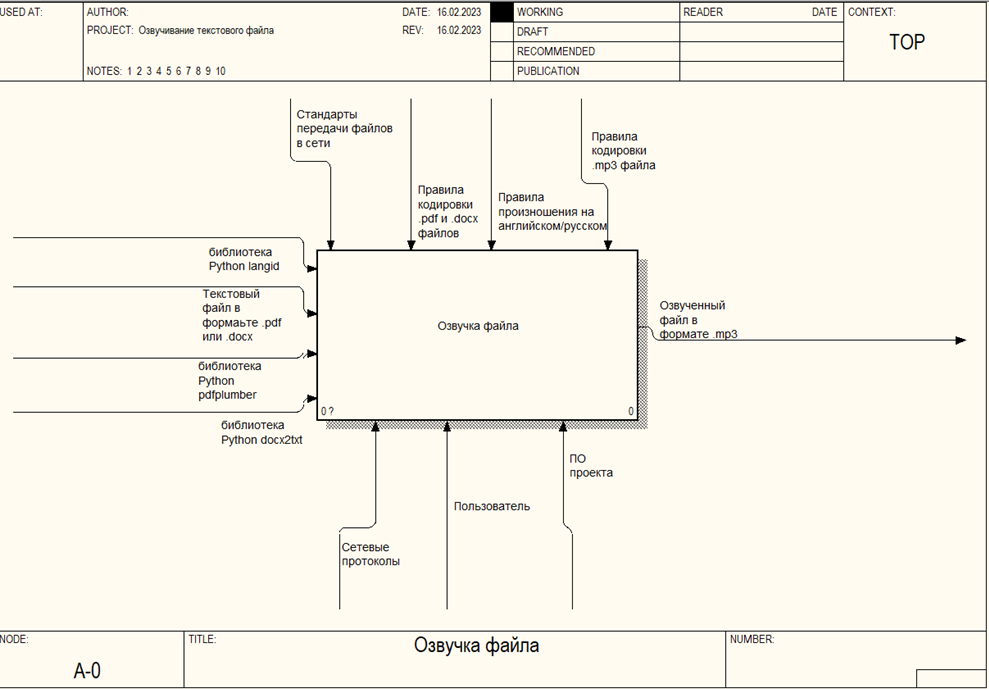 USED AT:
AUTHOR:
DATE: 16.02.2023
PROJECT: Озвучивание текстового файла
REV: 16.02.2023
NOTES: 1 2 3 4 5 6 7 8 9 10
WORKING
DRAFT
RECOMMENDED
PUBLICATION
READER
DATE
CONTEXT:
TOP
Стандарты
передачи файлов
в сети
Правила
кодировки
.pdf и .docx
файлов
Правила
произношения на
английском/русском
Правила
кодировки
.mp3 файла
библиотека
Python langid
Текстовый
файл в
формаьте .pdf
или .docx
библиотека
Python
pdfplumber
библиотека
Python docx2txt
Озвучка файла
0 ?
0
Озвученный
файл в
формате .mp3
Сетевые
протоколы
Пользователь
ПО
проекта
NODE:
A-0
TITLE:
Озвучка файла
NUMBER: